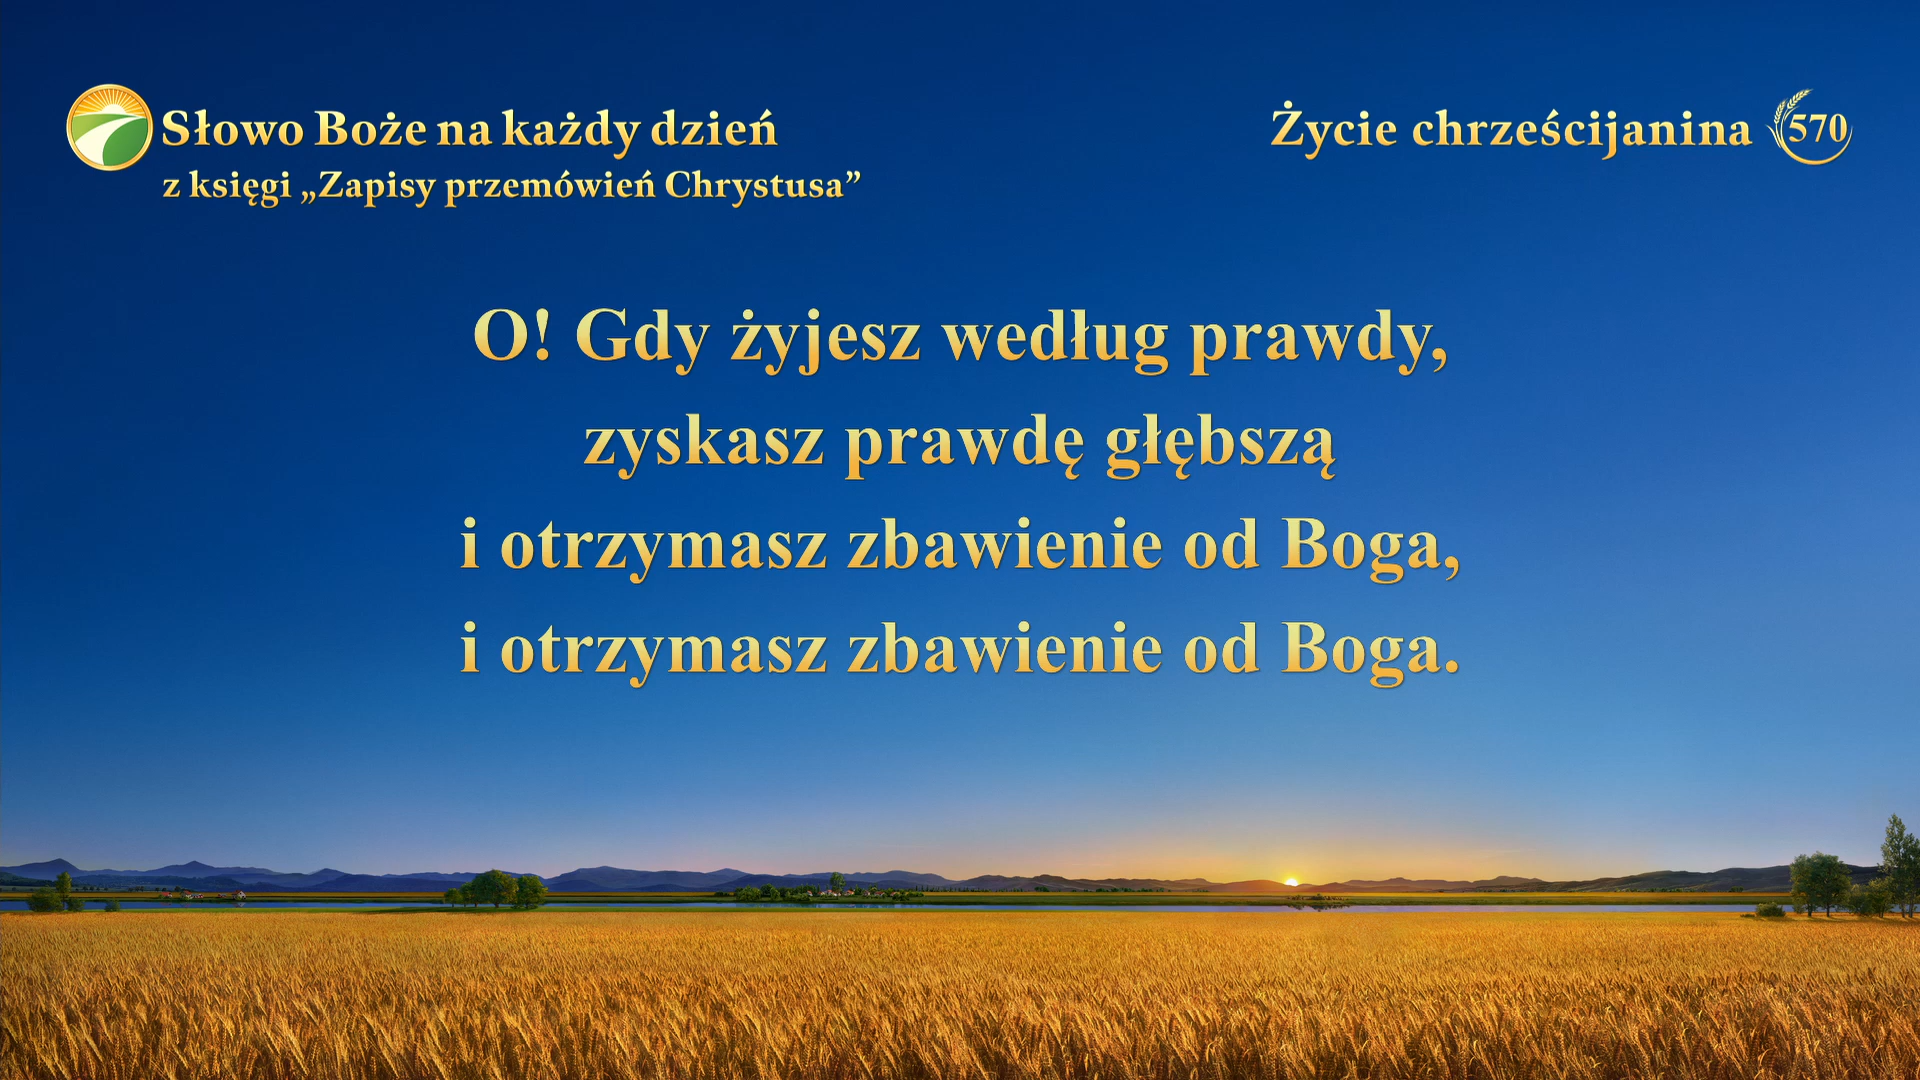 Słowo Boże na każdy dzień
z księgi „Zapisy przemówień Chrystusa”
Życie chrześcijanina 570
O! Gdy żyjesz według prawdy,
zyskasz prawdę głębszą
i otrzymasz zbawienie od Boga,
i otrzymasz zbawienie od Boga.